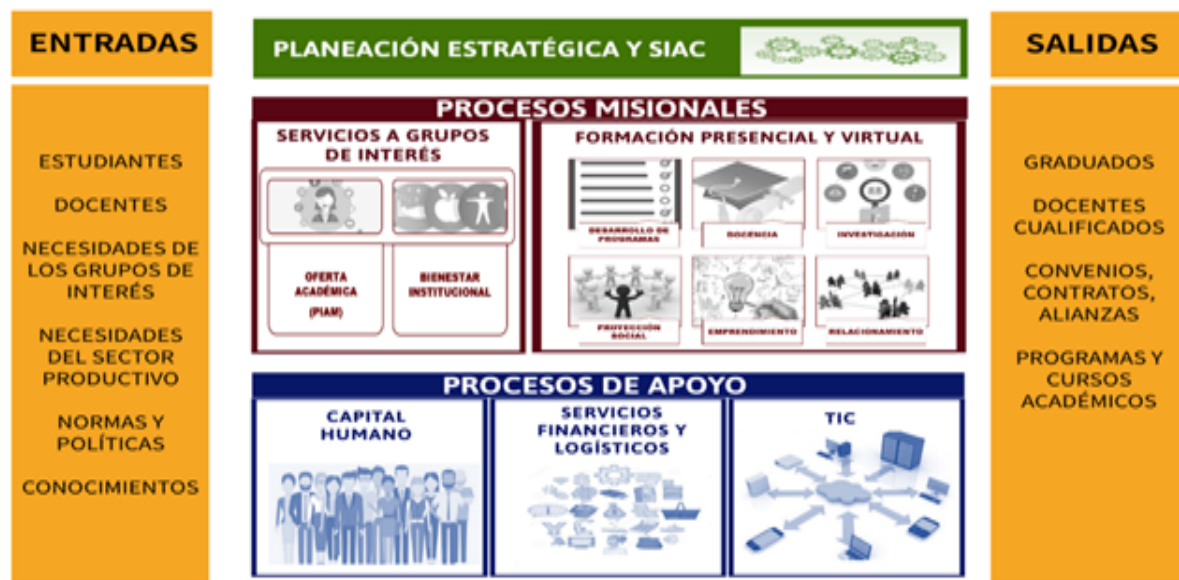 ENTRADAS
ESTUDIANTES
DOCENTES
NECESIDADES DE
LOS GRUPOS DE
INTERÉS
NECESIDADES
DEL SECTOR
PRODUCTIVO
NORMAS Y
POLÍTICAS
CONOCIMIENTOS
PLANEACIÓN ESTRATÉGICA Y SIAC
PROCESOS MISIONALES
SERVICIOS A GRUPOS
DE INTERÉS
OFERTA
ACADÉMICA
(PIAM)
BIENESTAR
INSTITUCIONAL
FORMACIÓN PRESENCIAL Y VIRTUAL
DESARROLLO DE
PROGRAMAS
DOCENCIA
INVESTIGACIÓN
PROYECCIÓN
SOCIAL
EMPRENDIMIENTO
RELACIONAMIENTO
PROCESOS DE APOYO
CAPITAL
HUMANO
SERVICIOS
FINANCIEROS Y
LOGÍSTICOS
TIC
SALIDAS
GRADUADOS
DOCENTES
CUALIFICADOS
CONVENIOS,
CONTRATOS,
ALIANZAS
PROGRAMAS Y
CURSOS
ACADÉMICOS